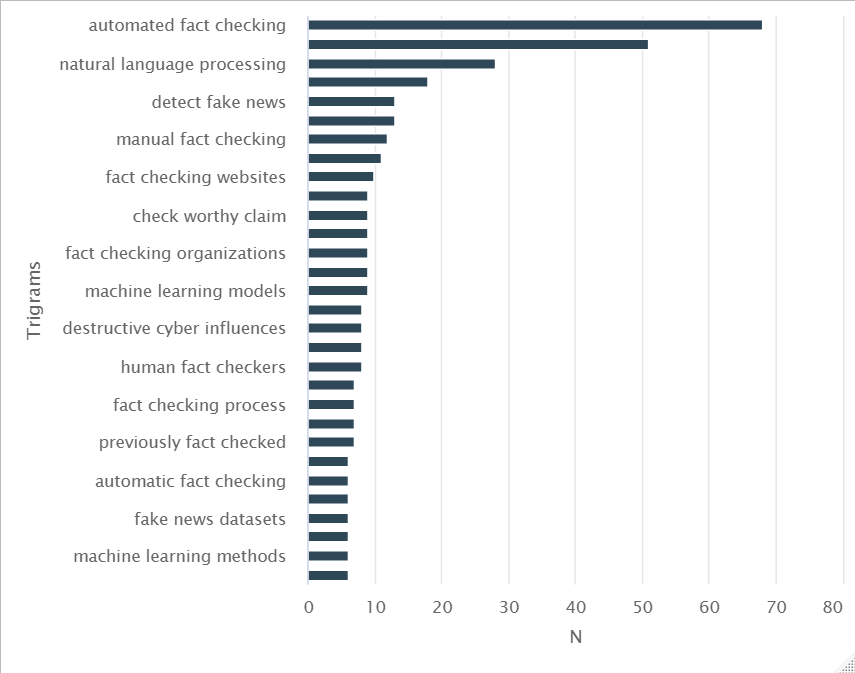 automated fact checking
natural language processing
detect fake news
manual fact checking
fact checking websites
check worthy claim
fact checking organizations
machine learning models
destructive cyber influences
human fact checkers
fact checking process
previously fact checked
automatic fact checking
fake news datasets
machine learning methods
Trigrams
0 10 20 30 40 50 60 70 80
N